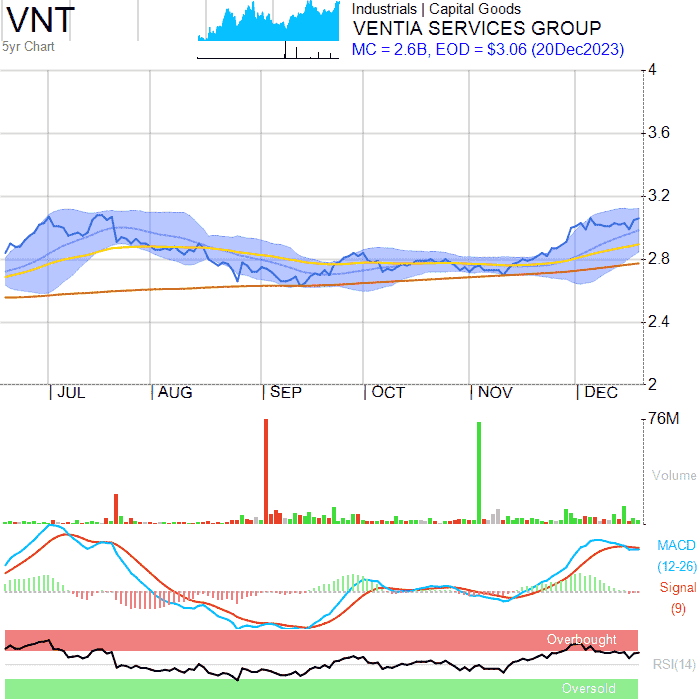 VNT
5yr Chart
Industrials | Capital Goods
VENTIA SERVICES GROUP
MC = 2.6B, EOD = $3.06 (20Dec2023)
4
3.6
3.2
2.8
2.4
2
| JUL | AUG | SEP | OCT | NOV | DEC
76M
Volume
MACD
(12-26)
Signal
(9)
Overbought
RSI(14)
Oversold